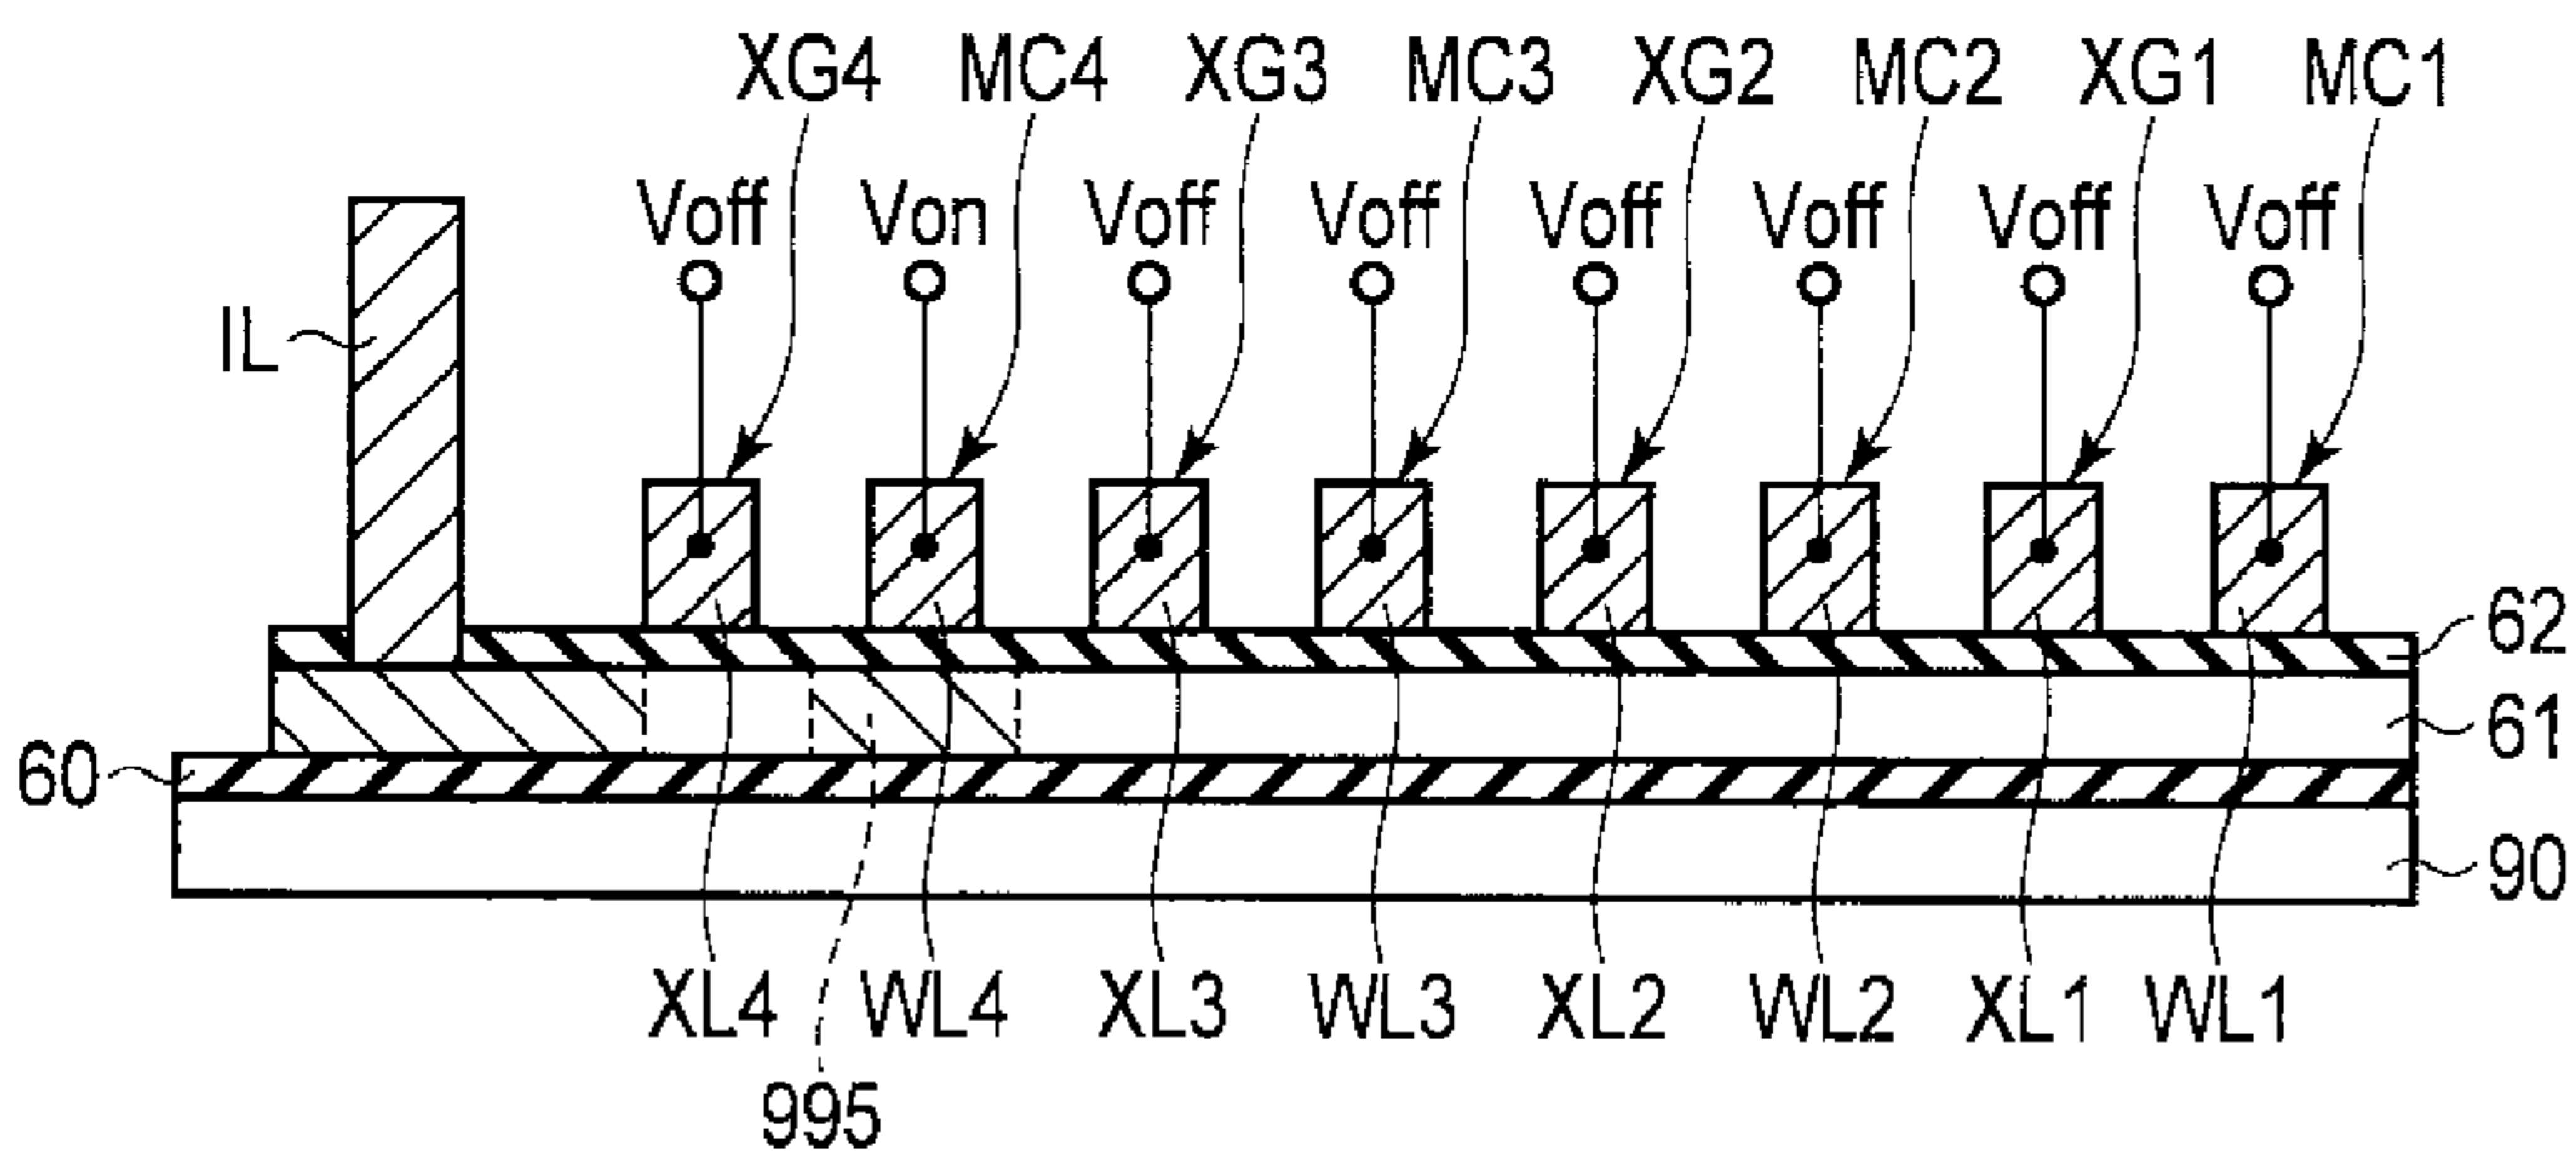 XG4 MC4 XG3 MC3 XG2 MC2 XG1 MC1
Voff Von Voff Voff Voff Voff Voff Voff
IL
62
61
60
90
XL4 WL4 XL3 WL3 XL2 WL2 XL1 WL1
995